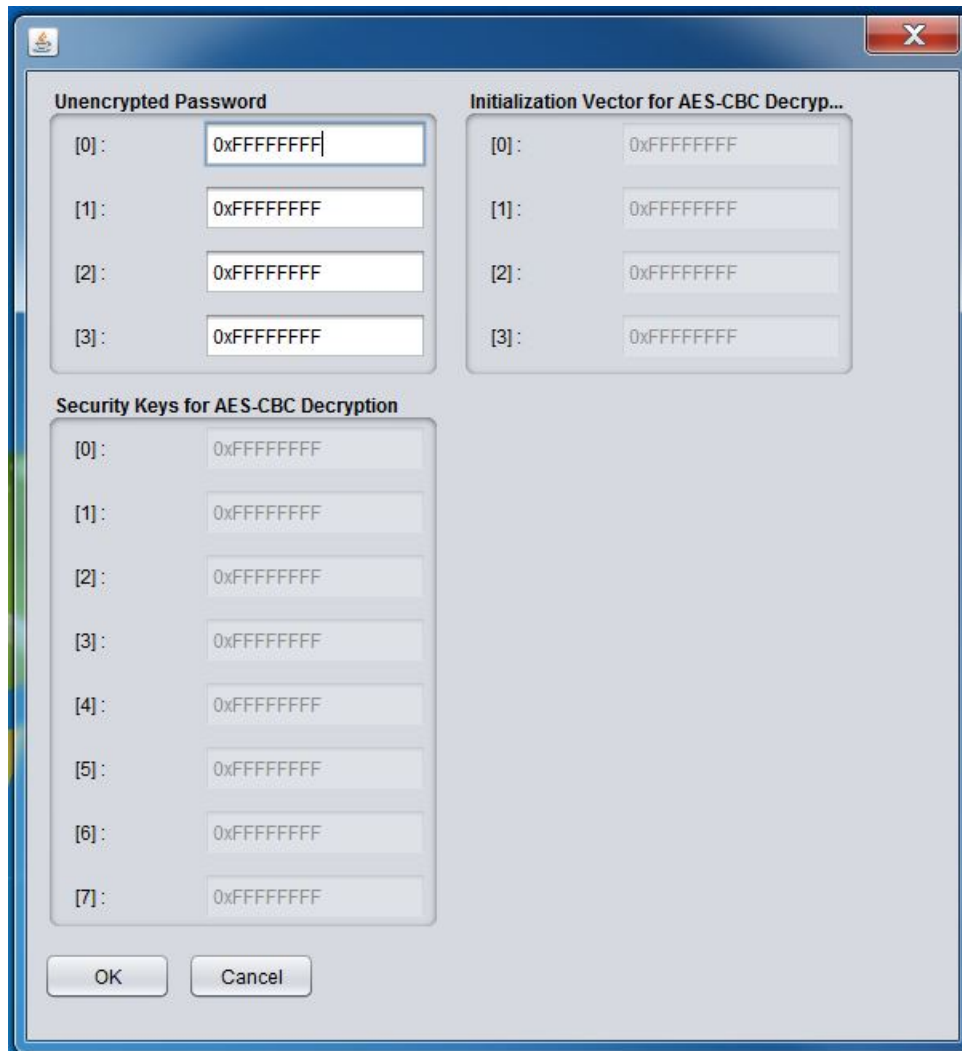 Unencrypted Password
[0] : 0xFFFFFFFF
[1] : 0xFFFFFFFF
[2] : 0xFFFFFFFF
[3] : 0xFFFFFFFF
Initialization Vector for AES-CBC Decryp...
[0] : 0xFFFFFFFF
[1] : 0xFFFFFFFF
[2] : 0xFFFFFFFF
[3] : 0xFFFFFFFF
Security Keys for AES-CBC Decryption
[0] : 0xFFFFFFFF
[1] : 0xFFFFFFFF
[2] : 0xFFFFFFFF
[3] : 0xFFFFFFFF
[4] : 0xFFFFFFFF
[5] : 0xFFFFFFFF
[6] : 0xFFFFFFFF
[7] : 0xFFFFFFFF
OK Cancel